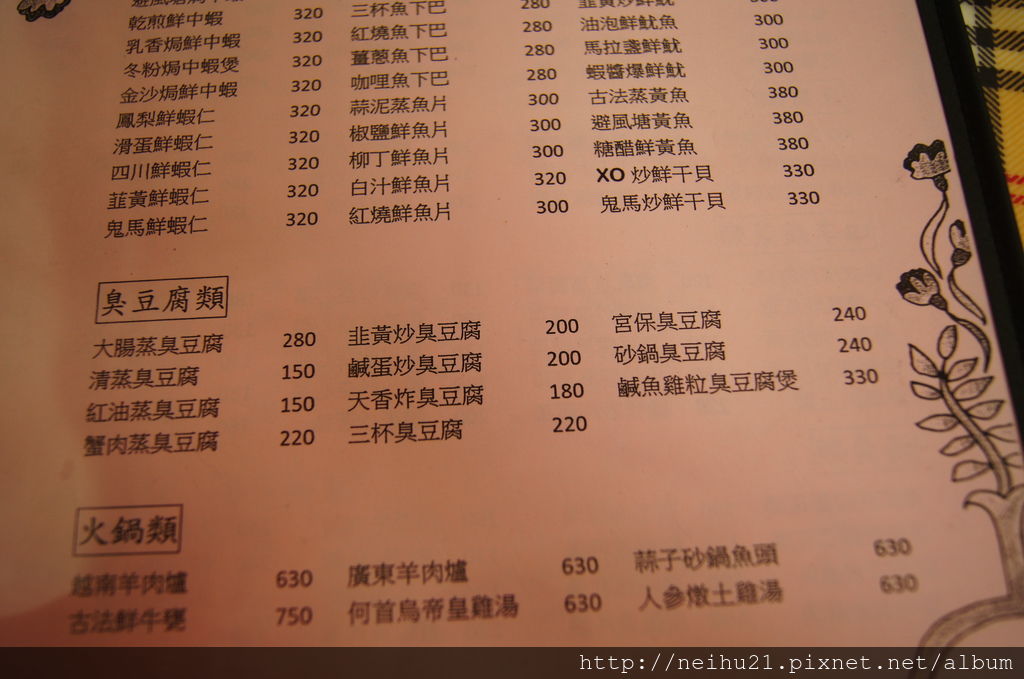 乾煎鮮中蝦 320 三杯魚下巴 280
乳香焗鮮中蝦 320 紅燒魚下巴 280 油泡鮮魷魚 300
冬粉焗中蝦煲 320 薑蔥魚下巴 280 馬拉盞鮮魷 300
金沙焗鮮中蝦 320 咖哩魚下巴 280 蝦醬爆鮮魷 300
鳳梨鮮蝦仁 320 蒜泥蒸魚片 300 古法蒸黃魚 380
滑蛋鮮蝦仁 320 椒鹽鮮魚片 300 避風塘黃魚 380
四川鮮蝦仁 320 柳丁鮮魚片 300 糖醋鮮黃魚 380
韮黃鮮蝦仁 320 白汁鮮魚片 320 XO 炒鮮干貝 330
鬼馬鮮蝦仁 320 紅燒鮮魚片 300 鬼馬炒鮮干貝 330
臭豆腐類
大腸蒸臭豆腐 280 韮黃炒臭豆腐 200 宮保臭豆腐 240
清蒸臭豆腐 150 鹹蛋炒臭豆腐 200 砂鍋臭豆腐 240
紅油蒸臭豆腐 150 天香炸臭豆腐 180 鹹魚雞粒臭豆腐煲 330
蟹肉蒸臭豆腐 220 三杯臭豆腐 220
火鍋類
越南羊肉爐 630 廣東羊肉爐 630 蒜子砂鍋魚頭 630
古法鮮牛甕 750 何首烏帝皇雞湯 630 人參燉土雞湯 630
http://neihu21.pixnet.net/album